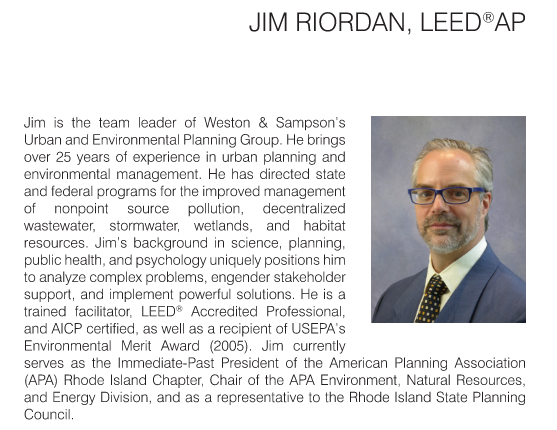 JIM RIORDAN, LEED®AP
Jim is the team leader of Weston & Sampson's
Urban and Environmental Planning Group. He brings
over 25 years of experience in urban planning and
environmental management. He has directed state
and federal programs for the improved management
of nonpoint source pollution, decentralized
wastewater, stormwater, wetlands, and habitat
resources. Jim's background in science, planning,
public health, and psychology uniquely positions him
to analyze complex problems, engender stakeholder
support, and implement powerful solutions. He is a
trained facilitator, LEED® Accredited Professional,
and AICP certified, as well as a recipient of USEPA's
Environmental Merit Award (2005). Jim currently
serves as the Immediate-Past President of the American Planning Association
(APA) Rhode Island Chapter, Chair of the APA Environment, Natural Resources,
and Energy Division, and as a representative to the Rhode Island State Planning
Council.